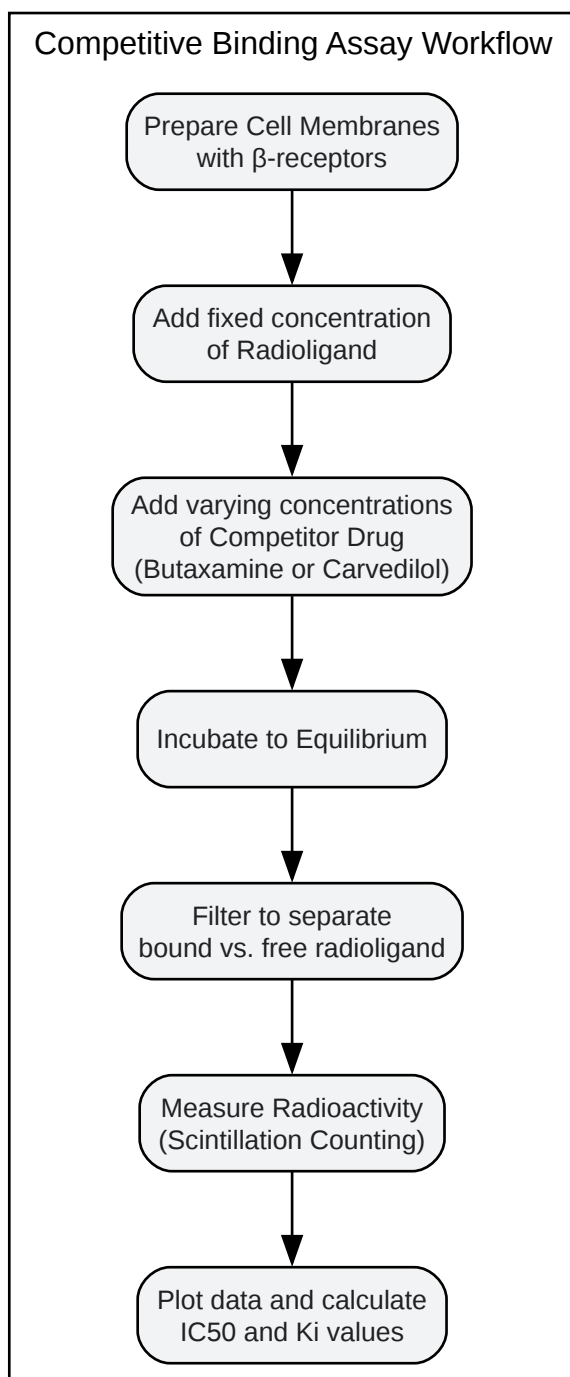 Competitive Binding Assay Workflow
Prepare Cell Membranes
with β-receptors
Add fixed concentration
of Radioligand
Add varying concentrations
of Competitor Drug
(Butaxamine or Carvedilol)
Incubate to Equilibrium
Filter to separate
bound vs. free radioligand
Measure Radioactivity
(Scintillation Counting)
Plot data and calculate
IC50 and Ki values